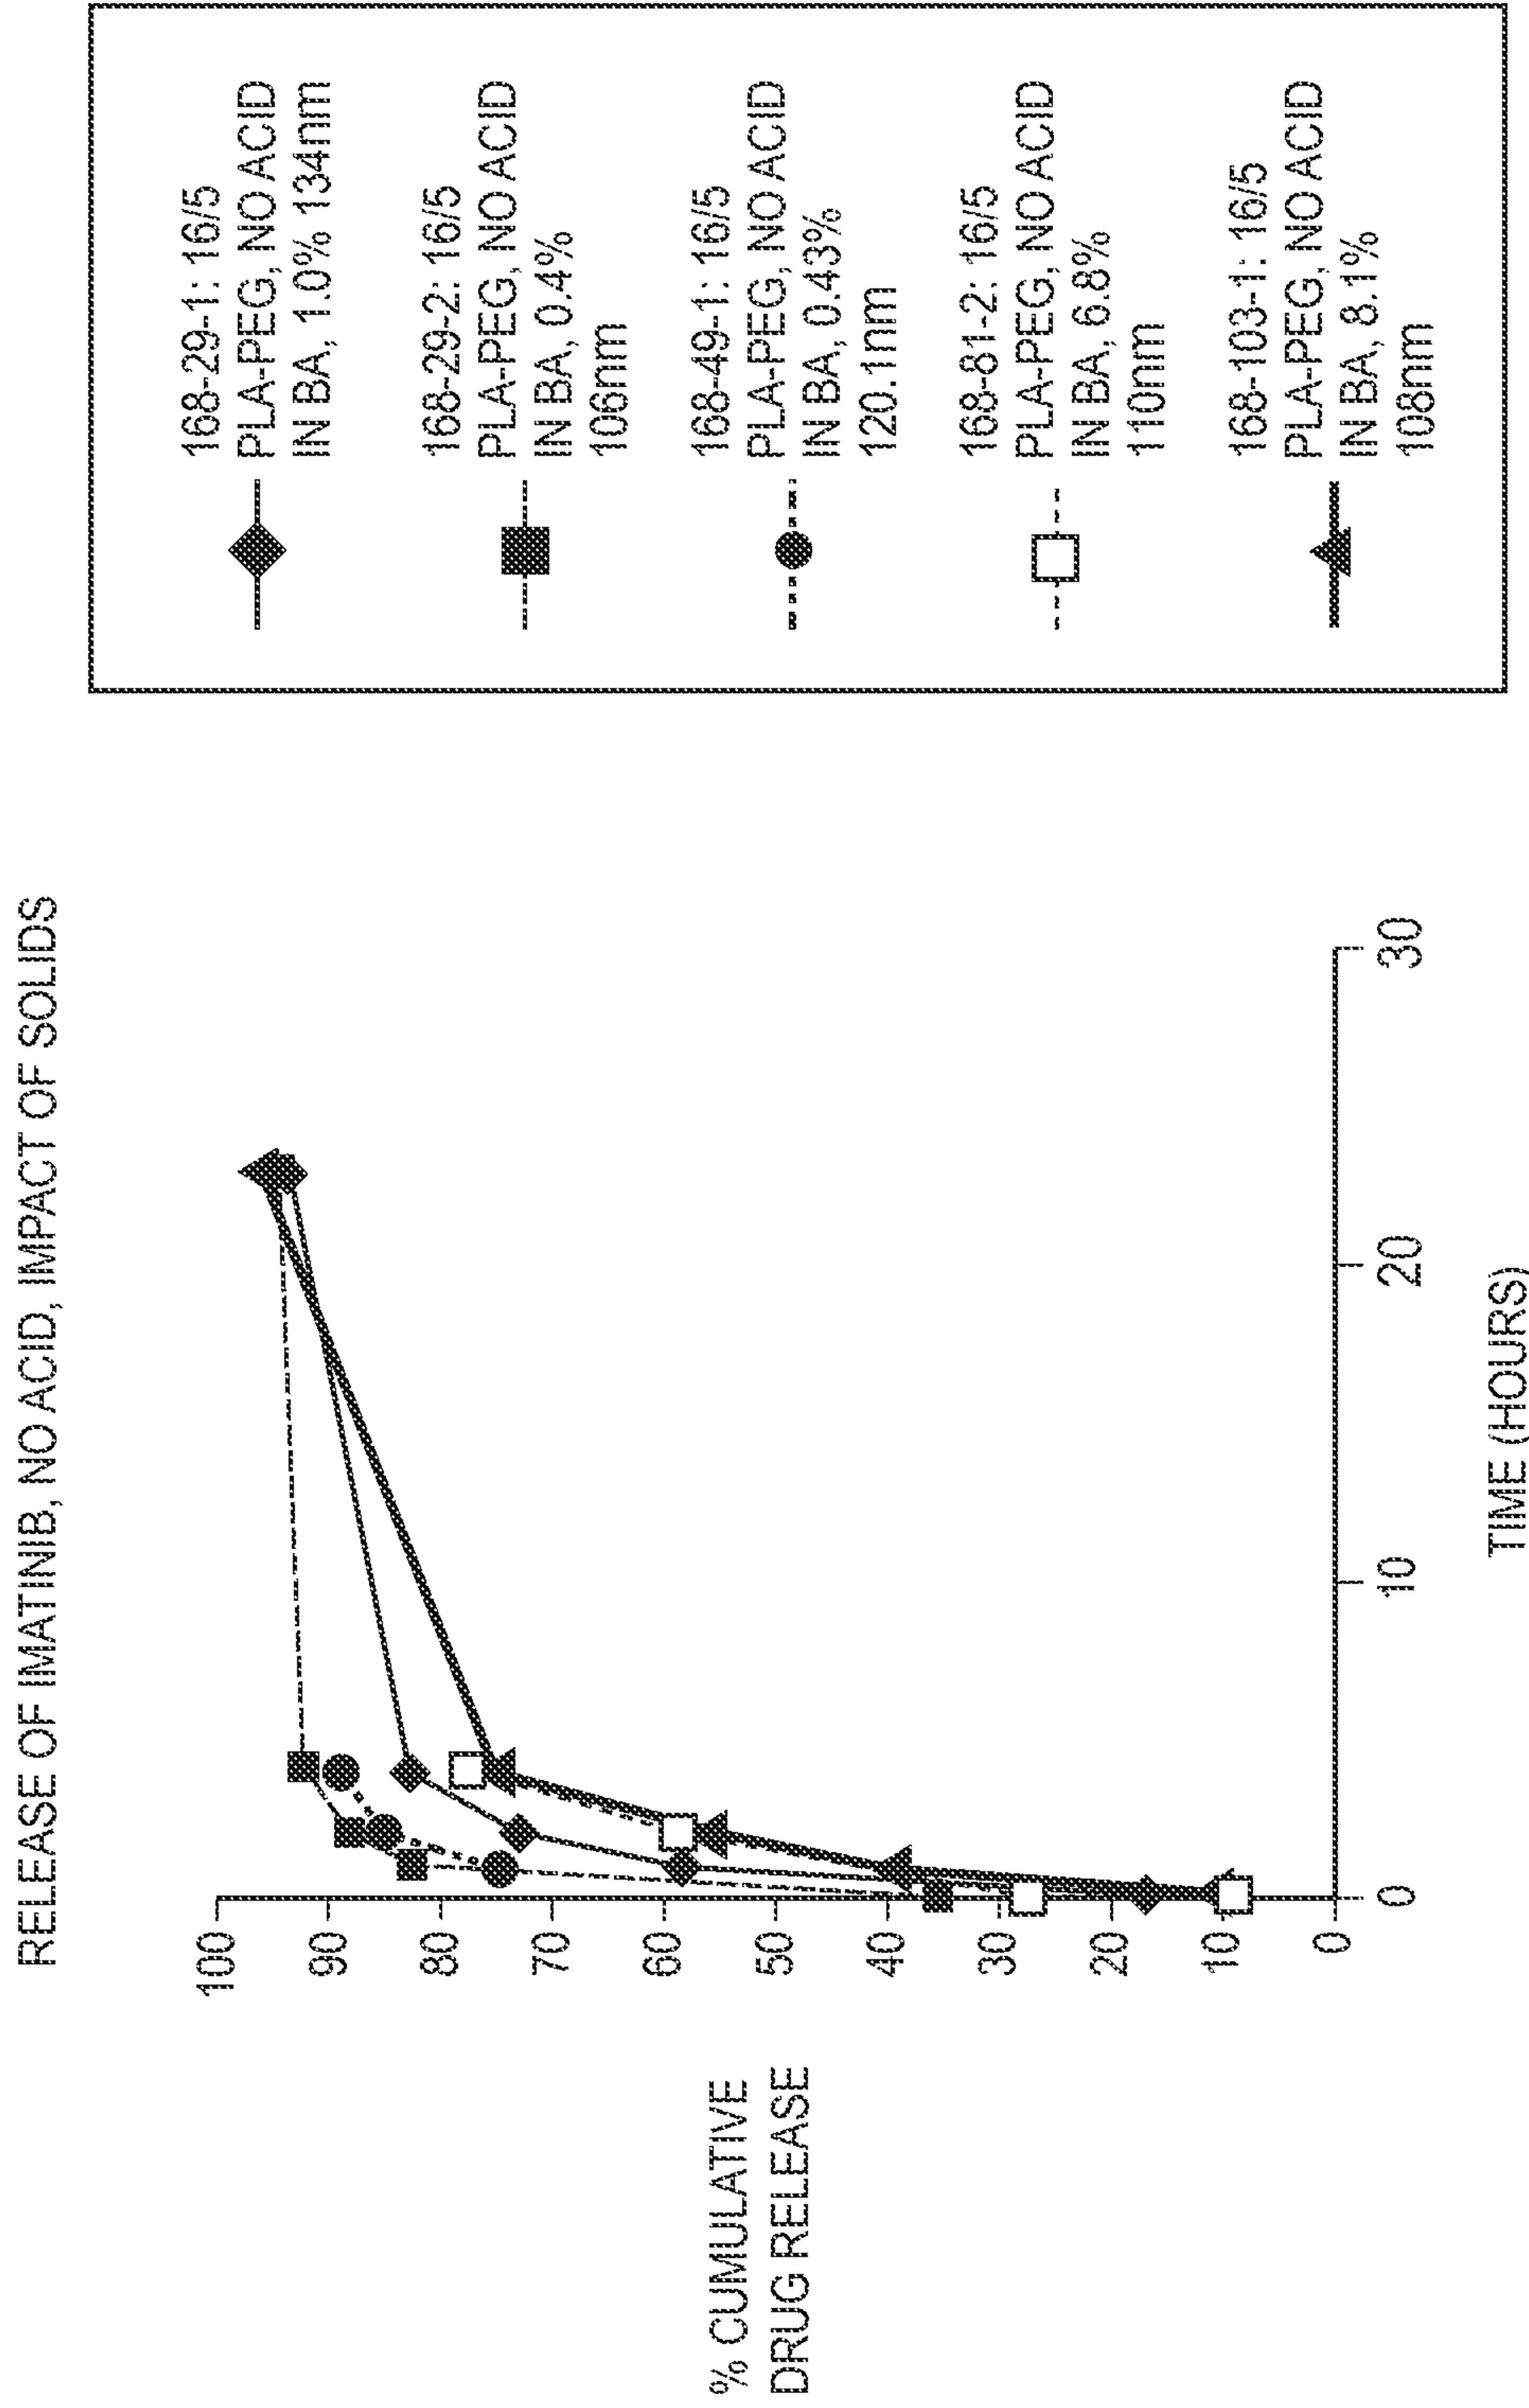 RELEASE OF IMATINIB, NO ACID, IMPACT OF SOLIDS
% CUMULATIVE
DRUG RELEASE
100
90
80
70
60
50
40
30
20
10
0
0
10
20
30
TIME (HOURS)
168-29-1: 16/5
PLA-PEG, NO ACID
IN BA, 1.0% 134nm
168-29-2: 16/5
PLA-PEG, NO ACID
IN BA, 0.4%
106nm
168-49-1: 16/5
PLA-PEG, NO ACID
IN BA, 0.43%
120.1nm
168-81-2: 16/5
PLA-PEG, NO ACID
IN BA, 6.8%
110nm
168-103-1: 16/5
PLA-PEG, NO ACID
IN BA, 8.1%
108nm